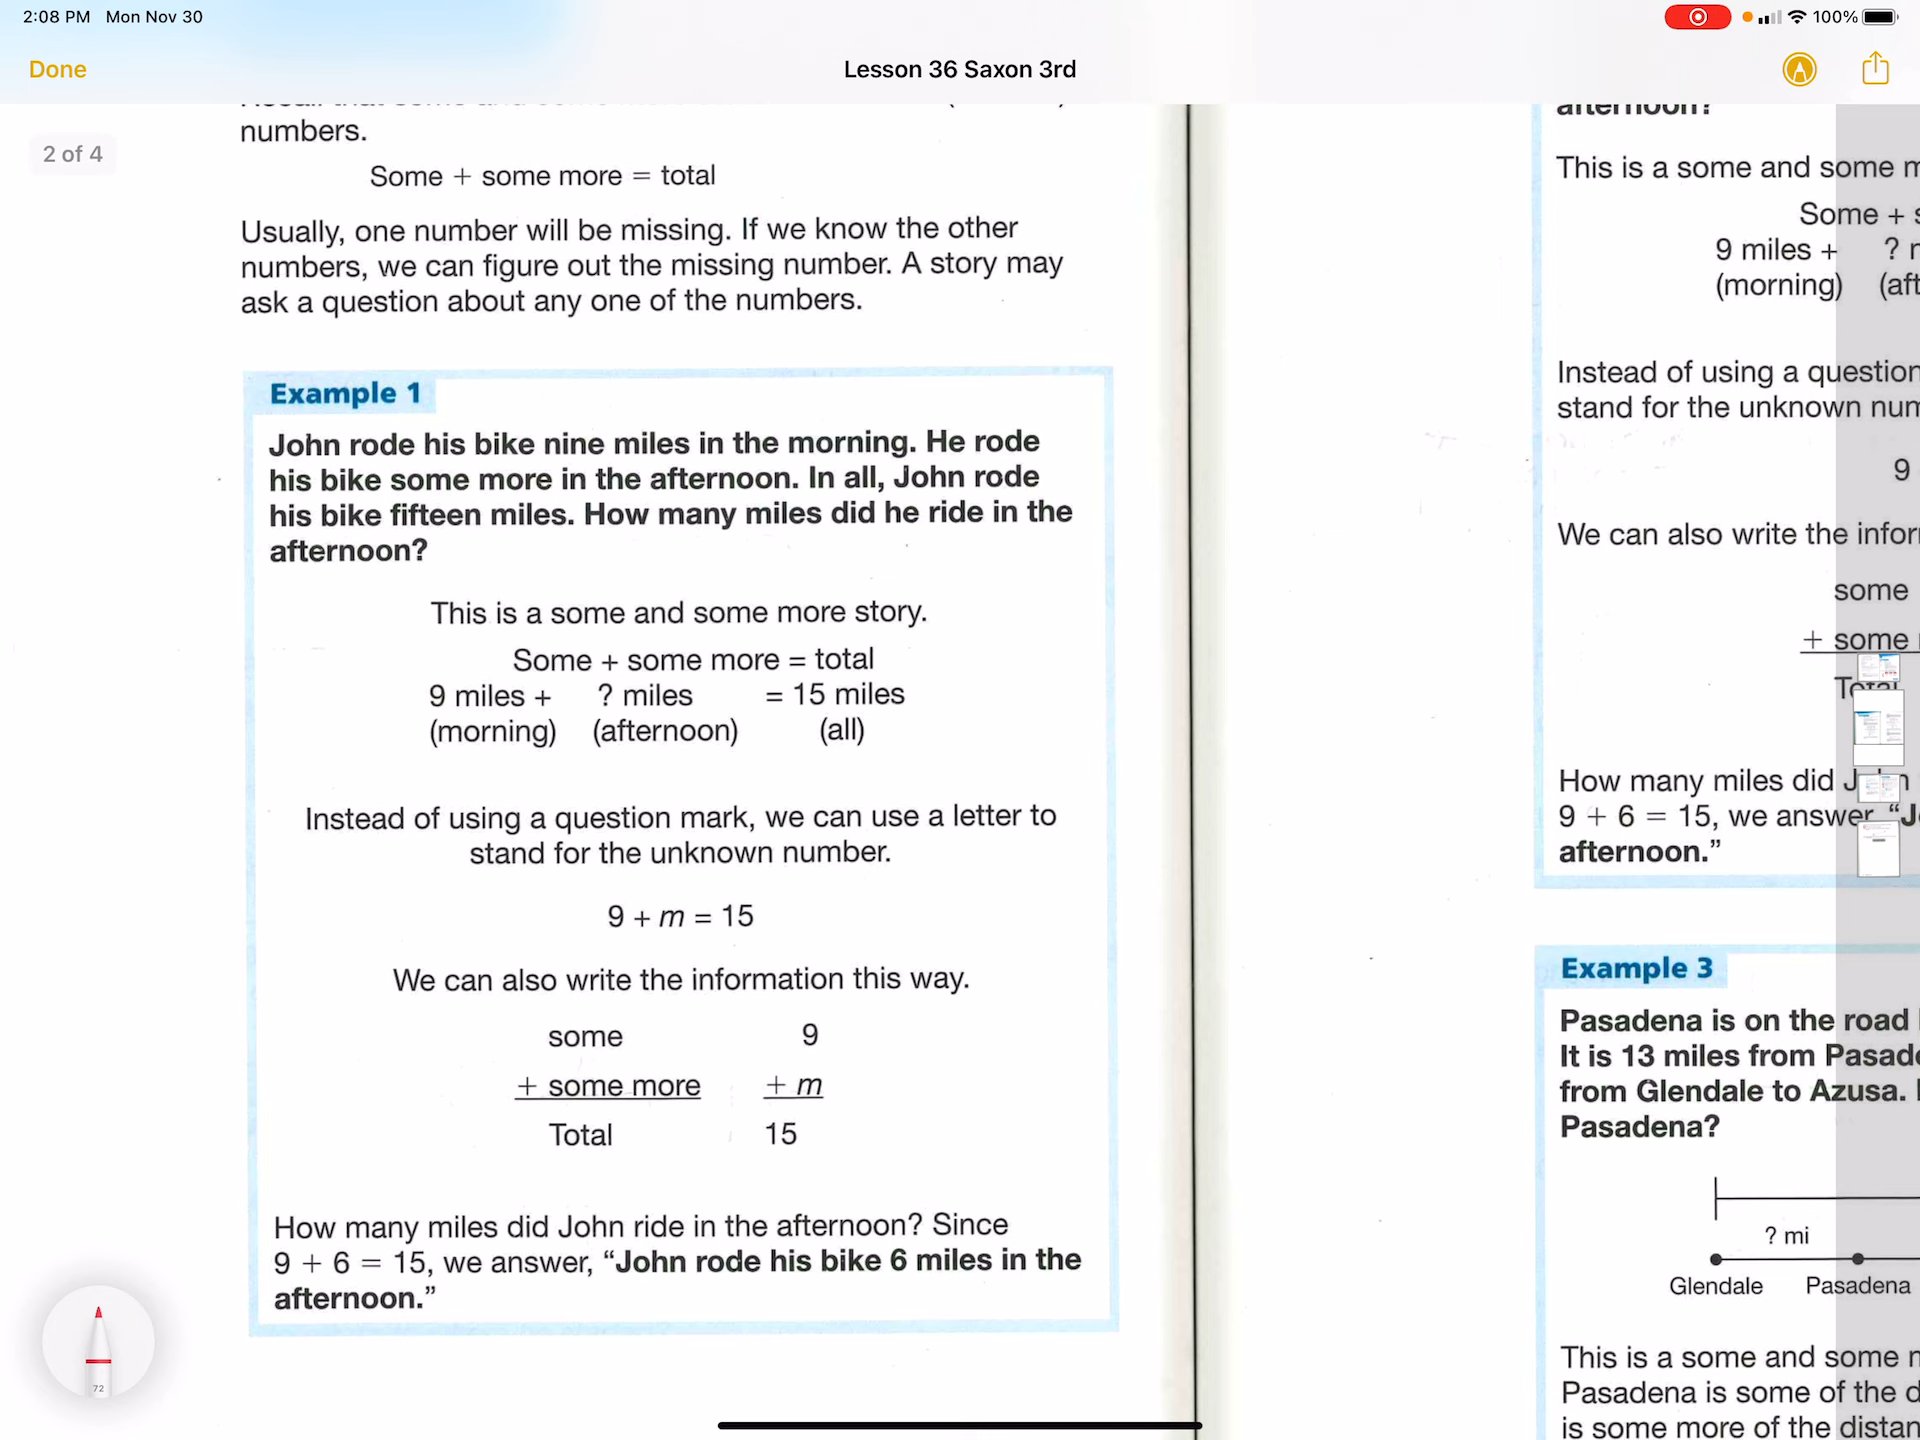 2:08 PM Mon Nov 30
100%
Done
Lesson 36 Saxon 3rd
2 of 4
numbers.
Some + some more = total
Usually, one number will be missing. If we know the other
numbers, we can figure out the missing number. A story may
ask a question about any one of the numbers.
Example 1
John rode his bike nine miles in the morning. He rode
his bike some more in the afternoon. In all, John rode
his bike fifteen miles. How many miles did he ride in the
afternoon?
This is a some and some more story.
Some + some more = total
9 miles + ? miles = 15 miles
(morning) (afternoon) (all)
Instead of using a question mark, we can use a letter to
stand for the unknown number.
9 + m = 15
We can also write the information this way.
some 9
+ some more + m
Total 15
How many miles did John ride in the afternoon? Since
9 + 6 = 15, we answer, “John rode his bike 6 miles in the
afternoon.”
72
afternoon?
This is a some and some
Some +
9 miles + ?
(morning)
Instead of using a question
stand for the unknown
9
We can also write the
some
+ some
Total
How many miles did
9 + 6 = 15, we answer,
afternoon.”
Example 3
Pasadena is on the road
It is 13 miles from
from Glendale to Azusa.
Pasadena?
? mi
Glendale Pasadena
This is a some and some
Pasadena is some of the
is some more of the